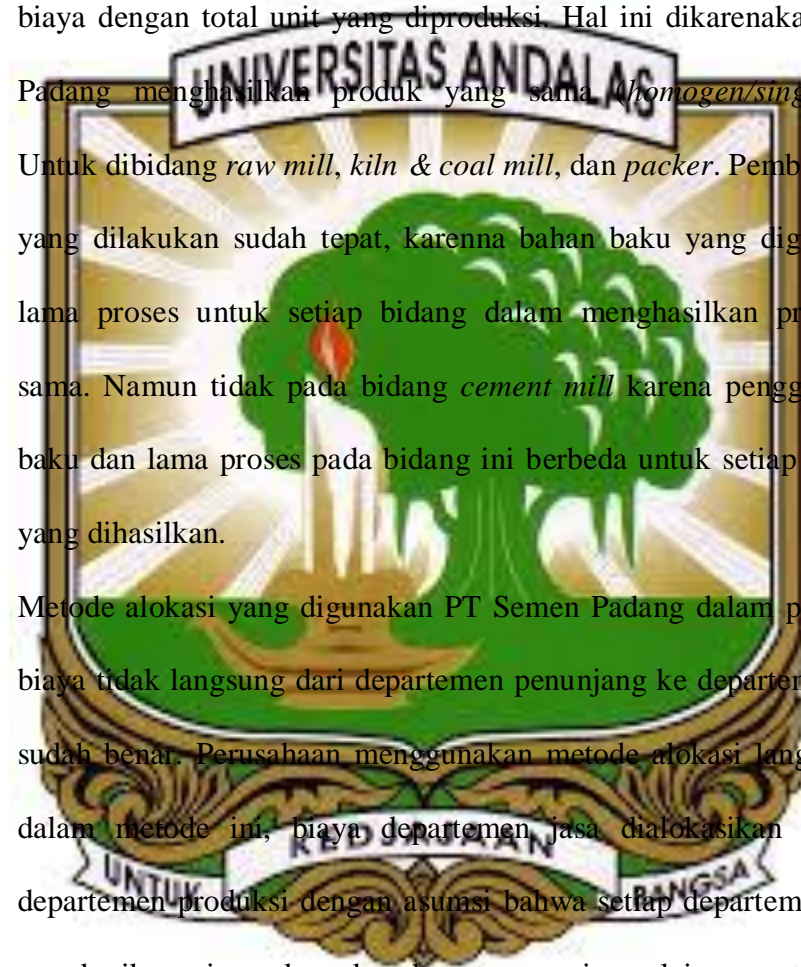 biaya dengan total unit yang diproduksi. Hal ini dikarenaka
UNIVERSITAS ANDALAS
Padang menghasilkan produk yang sama (homogen/sing
Untuk dibidang raw mill, kiln & coal mill, dan packer. Pemb
yang dilakukan sudah tepat, karenna bahan baku yang dig
lama proses untuk setiap bidang dalam menghasilkan pr
sama. Namun tidak pada bidang cement mill karena pengg
baku dan lama proses pada bidang ini berbeda untuk setiap
yang dihasilkan.
Metode alokasi yang digunakan PT Semen Padang dalam p
biaya tidak langsung dari departemen penunjang ke departem
sudah benar. Perusahaan menggunakan metode alokasi lang
dalam metode ini, biaya departemen jasa dialokasikan
KEDJAJAAN
UNTUK BANGSA
departemen produksi dengan asumsi bahwa setiap departem